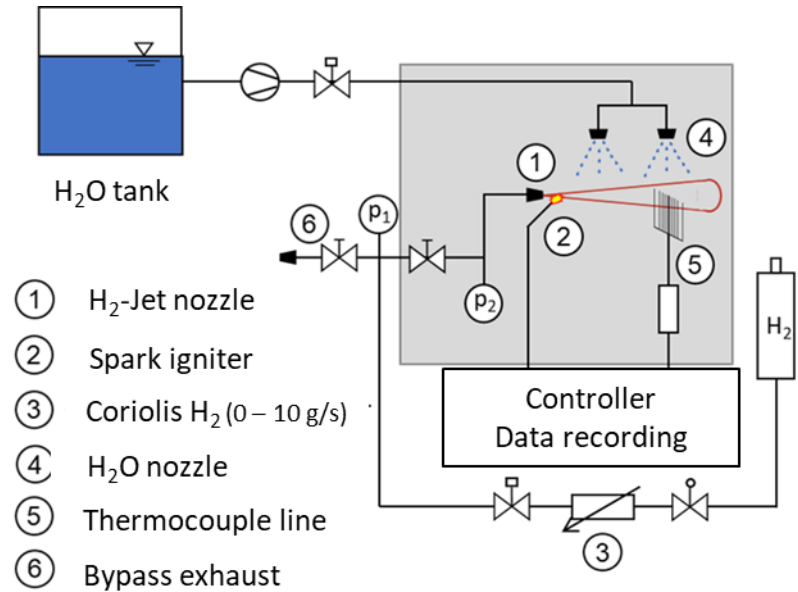 H₂O tank
1
4
p₁
6
2
5
p₂
H₂
1 H₂-Jet nozzle
2 Spark igniter
3 Coriolis H₂ (0 – 10 g/s)
4 H₂O nozzle
5 Thermocouple line
6 Bypass exhaust
Controller
Data recording
3